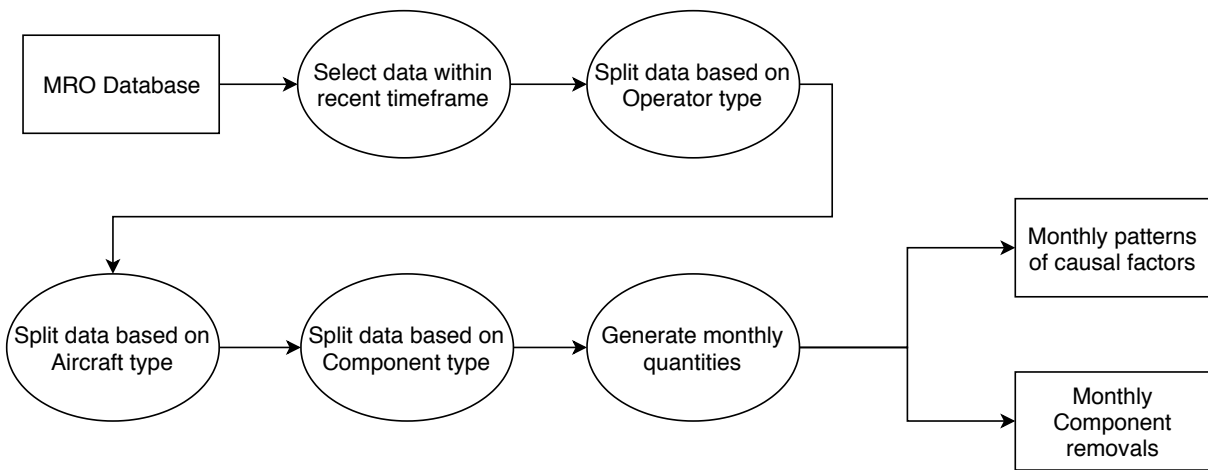 MRO Database
Select data within
recent timeframe
Split data based on
Operator type
Split data based on
Aircraft type
Split data based on
Component type
Generate monthly
quantities
Monthly patterns
of causal factors
Monthly
Component
removals